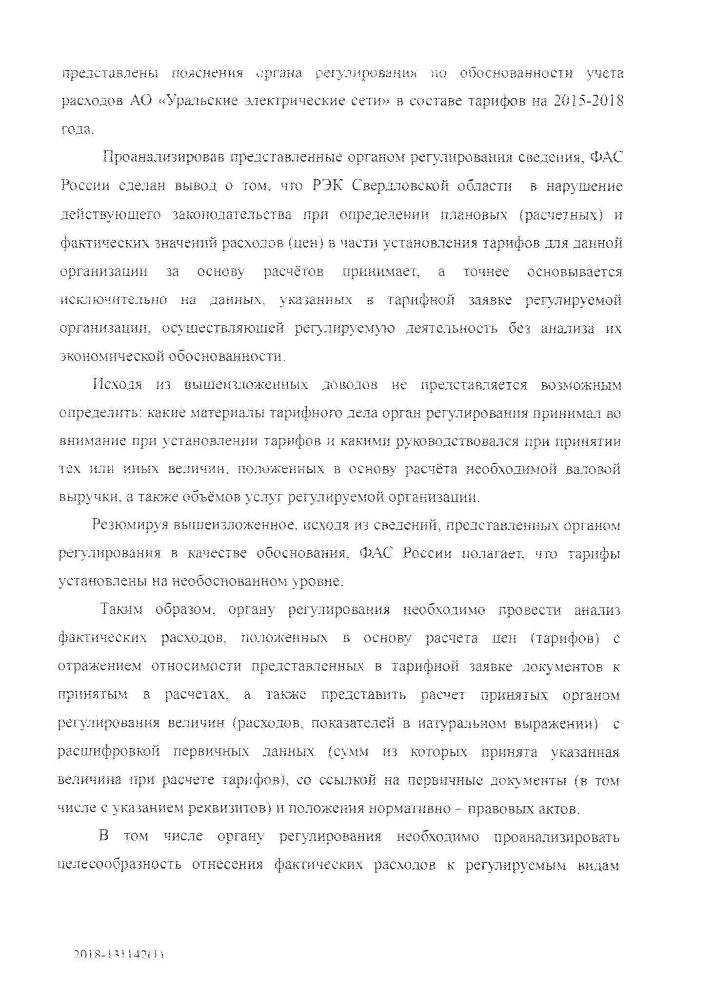 представлены пояснения органа регулирования по обоснованности учета
расходов АО «Уральские электрические сети» в составе тарифов на 2015-2018
года.
Проанализировав представленные органом регулирования сведения, ФАС
России сделан вывод о том, что РЭК Свердловской области в нарушение
действующего законодательства при определении плановых (расчетных) и
фактических значений расходов (цен) в части установления тарифов для данной
организации за основу расчётов принимает, а точнее основывается
исключительно на данных, указанных в тарифной заявке регулируемой
организации, осуществляющей регулируемую деятельность без анализа их
экономической обоснованности.
Исходя из вышеизложенных доводов не представляется возможным
определить: какие материалы тарифного дела орган регулирования принимал во
внимание при установлении тарифов и какими руководствовался при принятии
тех или иных величин, положенных в основу расчёта необходимой валовой
выручки, а также объёмов услуг регулируемой организации.
Резюмируя вышеизложенное, исходя из сведений, представленных органом
регулирования в качестве обоснования, ФАС России полагает, что тарифы
установлены на необоснованном уровне.
Таким образом, органу регулирования необходимо провести анализ
фактических расходов, положенных в основу расчета цен (тарифов) с
отражением относимости представленных в тарифной заявке документов к
принятым в расчетах, а также представить расчет принятых органом
регулирования величин (расходов, показателей в натуральном выражении) с
расшифровкой первичных данных (сумм из которых принята указанная
величина при расчете тарифов), со ссылкой на первичные документы (в том
числе с указанием реквизитов) и положения нормативно – правовых актов.
В том числе органу регулирования необходимо проанализировать
целесообразность отнесения фактических расходов к регулируемым видам
2018-131142(1)